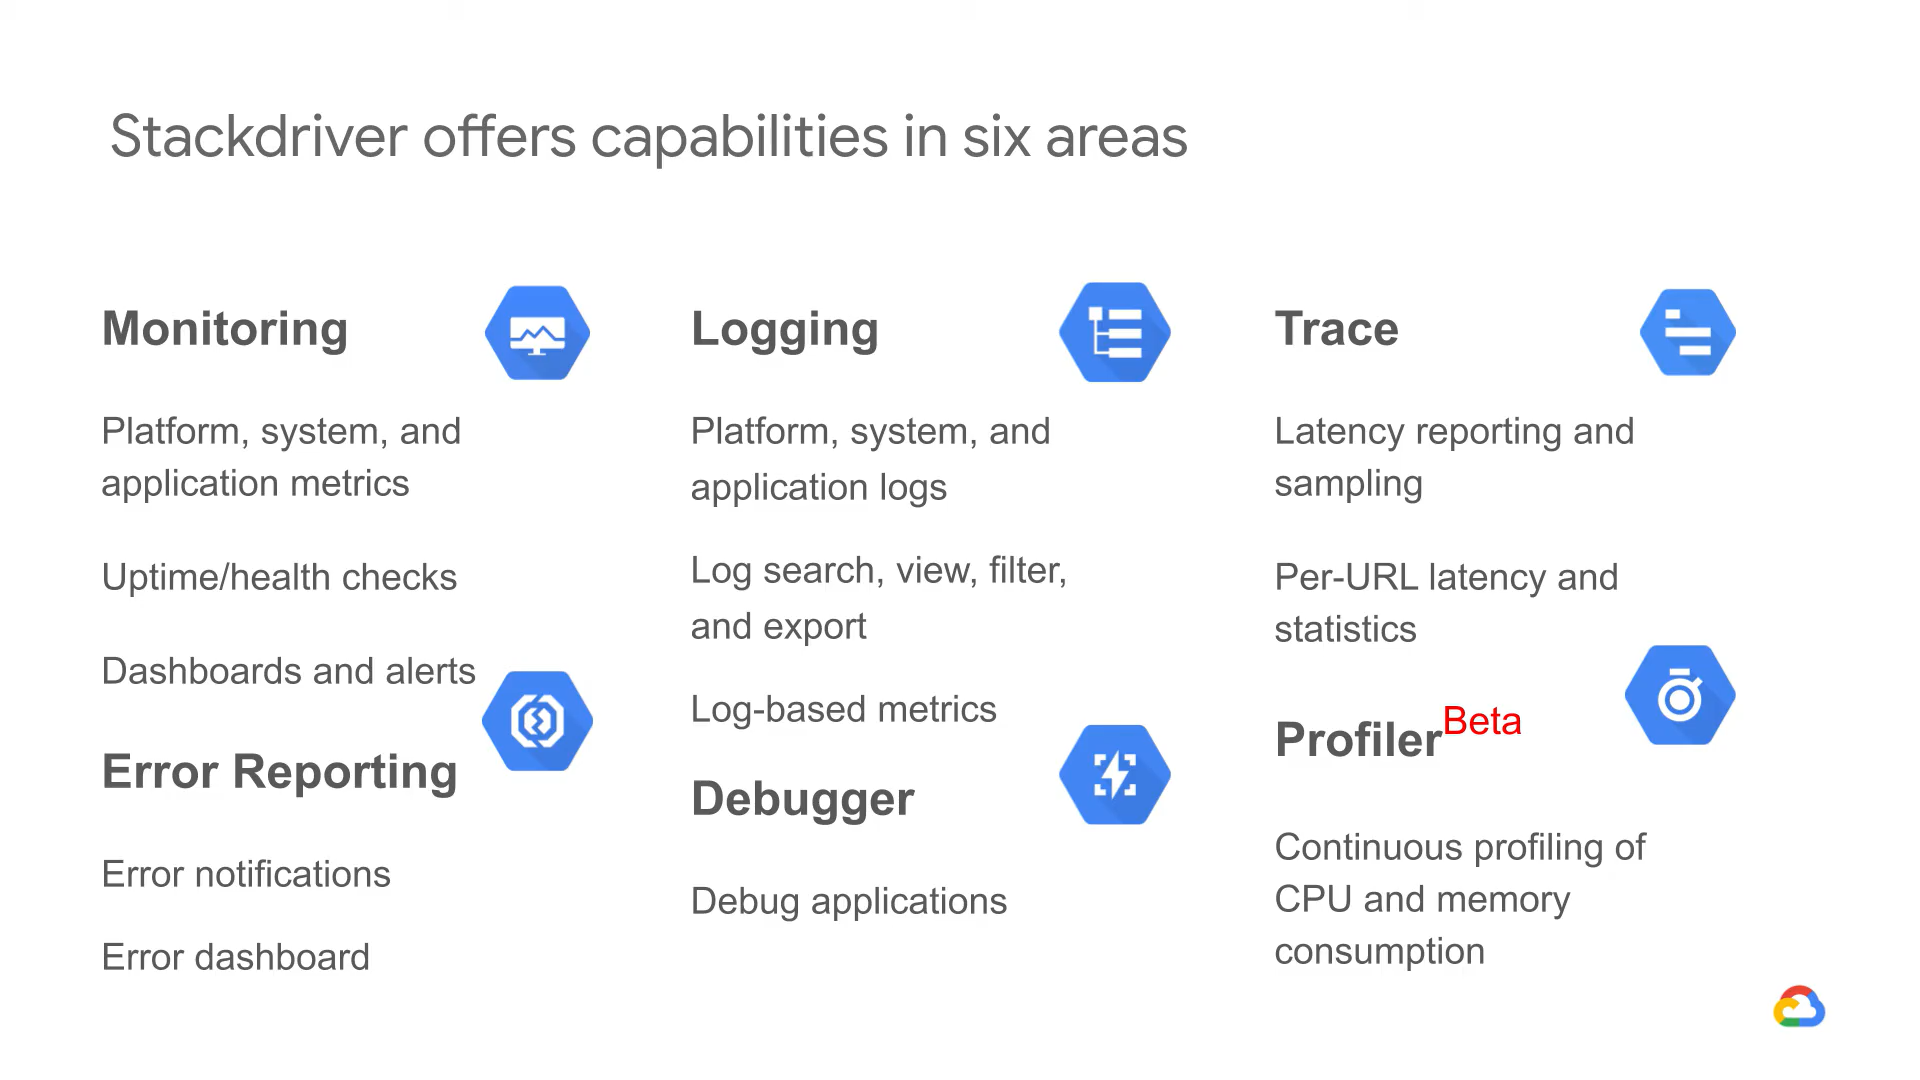 Stackdriver offers capabilities in six areas
Monitoring
Platform, system, and
application metrics
Uptime/health checks
Dashboards and alerts
Error Reporting
Error notifications
Error dashboard
Logging
Platform, system, and
application logs
Log search, view, filter,
and export
Log-based metrics
Debugger
Debug applications
Trace
Latency reporting and
sampling
Per-URL latency and
statistics
Profiler Beta
Continuous profiling of
CPU and memory
consumption